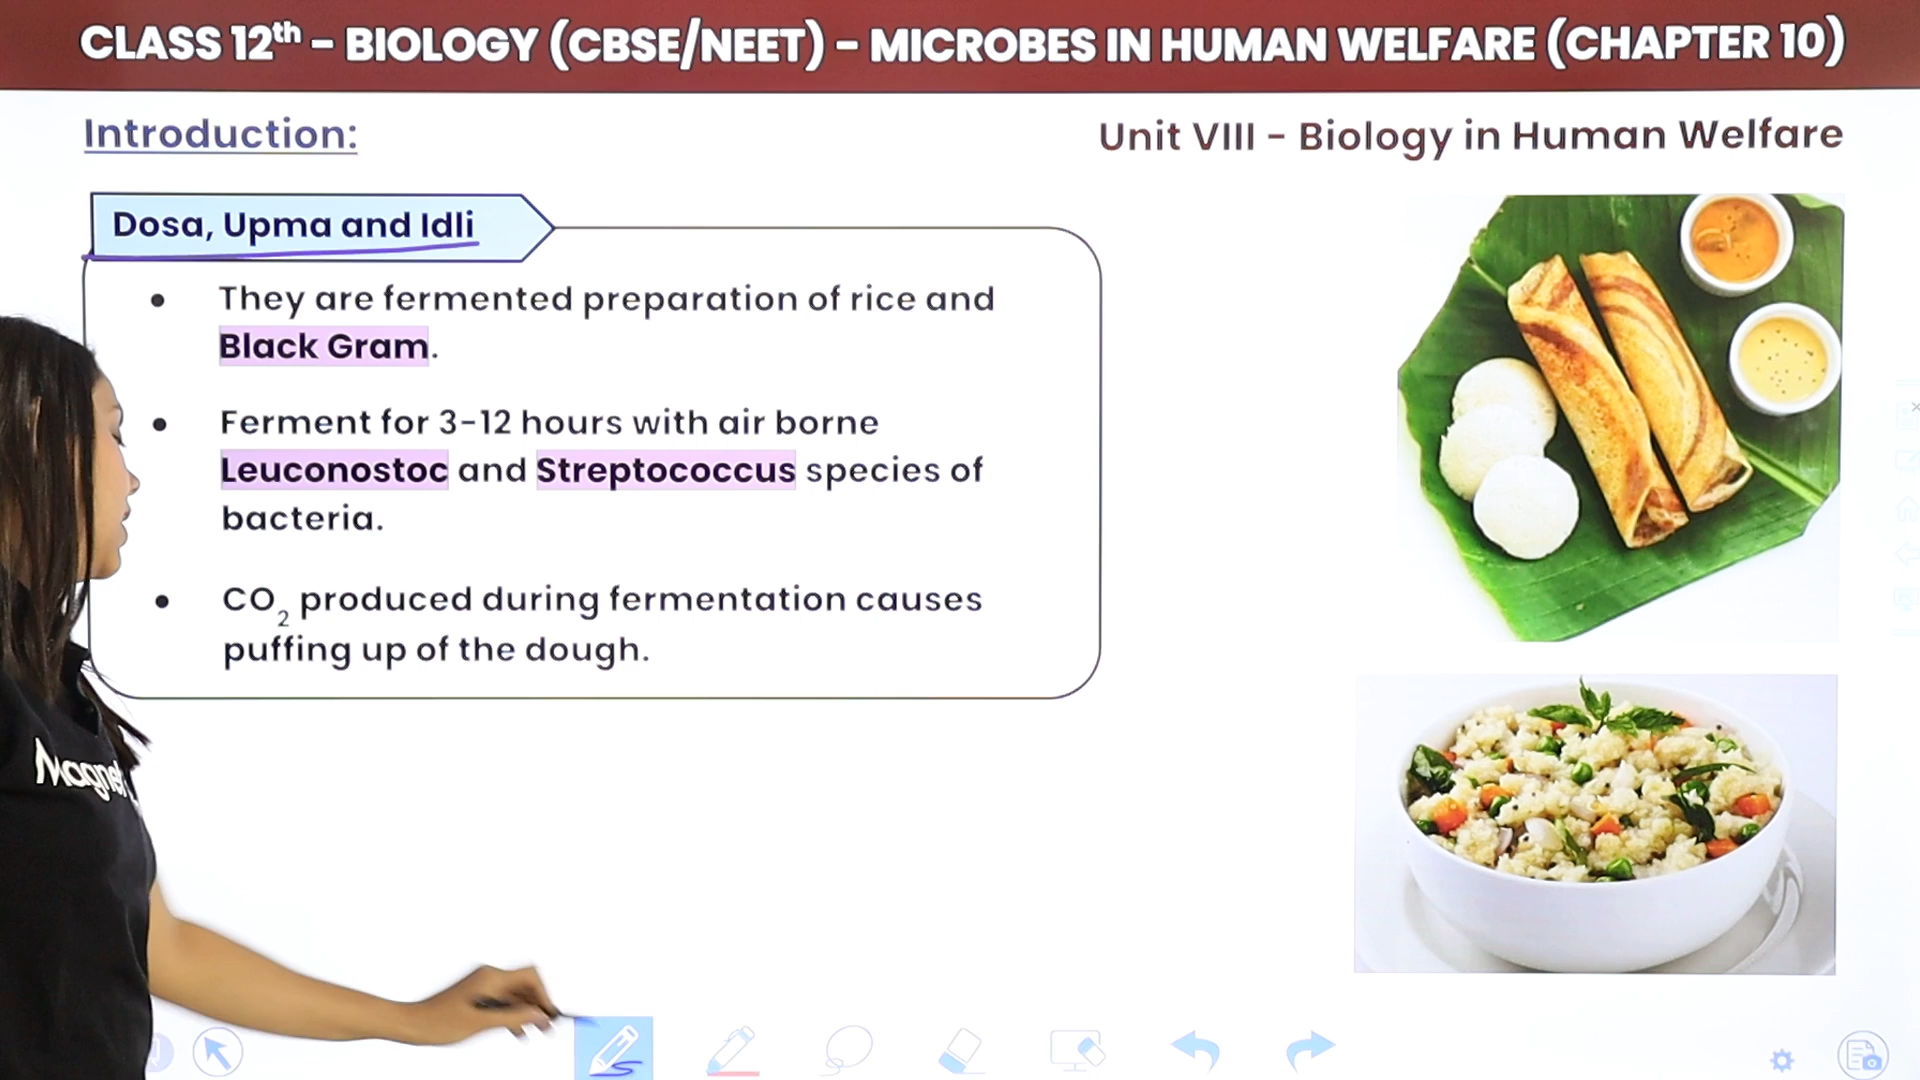 CLASS 12th - BIOLOGY (CBSE/NEET) - MICROBES IN HUMAN WELFARE (CHAPTER 10)
Introduction:
Unit VIII - Biology in Human Welfare
Dosa, Upma and Idli
• They are fermented preparation of rice and
Black Gram.
• Ferment for 3-12 hours with air borne
Leuconostoc and Streptococcus species of
bacteria.
• CO2 produced during fermentation causes
puffing up of the dough.
Magne